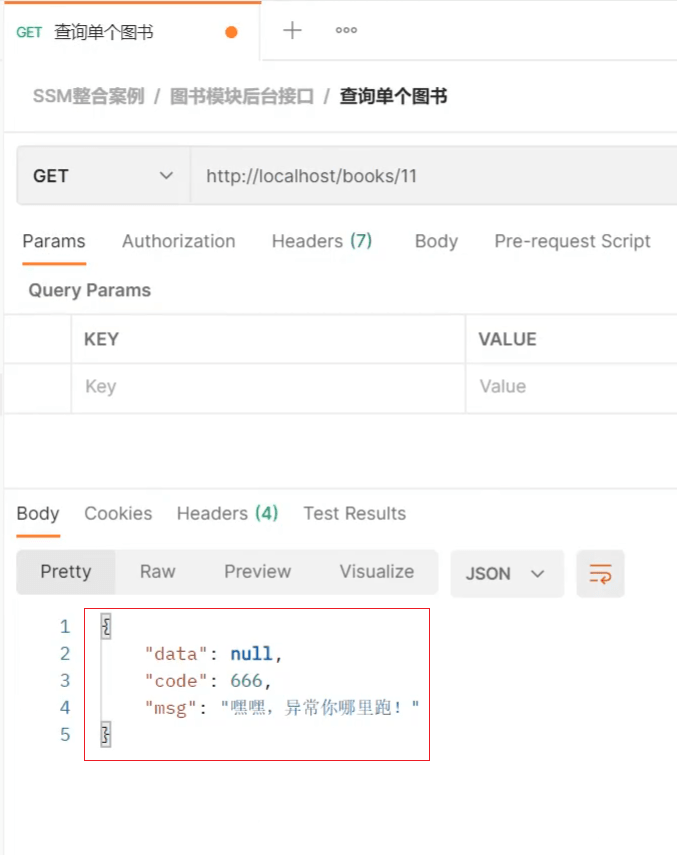 GET 查询单个图书
SSM整合案例 / 图书模块后台接口 / 查询单个图书
GET http://localhost/books/11
Params Authorization Headers (7) Body Pre-request Script
Query Params
KEY VALUE
Key Value
Body Cookies Headers (4) Test Results
Pretty Raw Preview Visualize JSON
1 {
2 "data": null,
3 "code": 666,
4 "msg": "嘿嘿，异常你哪里跑！"
5 }